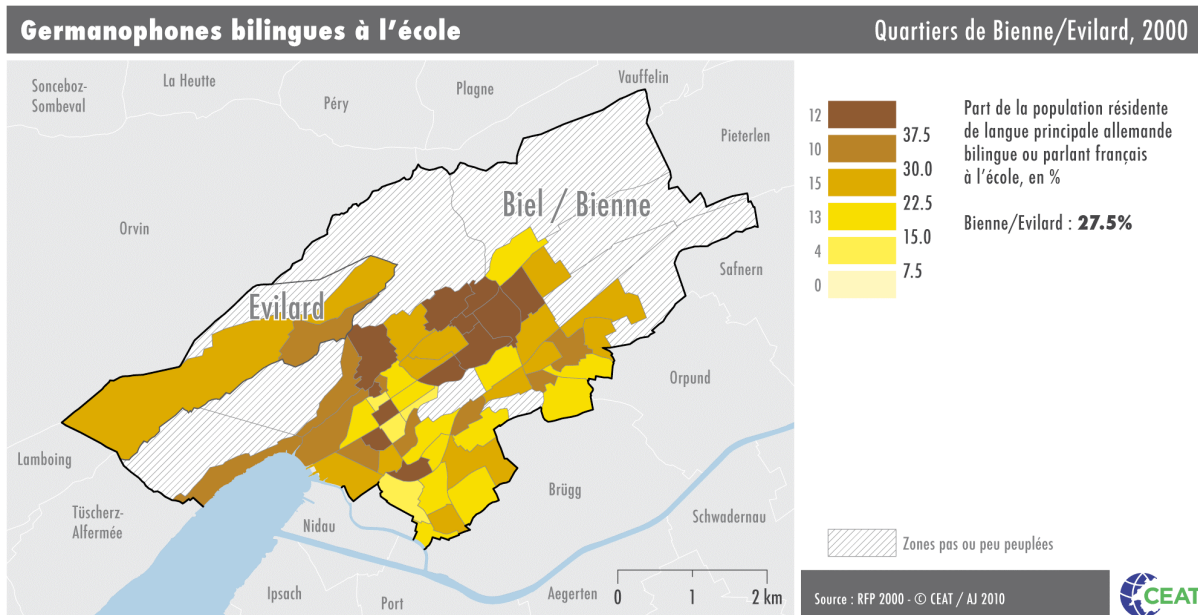 Germanophones bilingues à l'école
Quartiers de Bienne/Evilard, 2000
Sonceboz-
Sombeval
La Heutte
Péry
Plagne
Vauffelin
Pieterlen
Orvin
Biel / Bienne
Safnern
Evilard
Orpund
Lamboing
Tüscherz-
Alfermée
Nidau
Brügg
Schwadernau
Ipsach
Port
Aegerten
0
1
2 km
12
37.5
10
30.0
15
22.5
13
15.0
4
7.5
0
Part de la population résidente
de langue principale allemande
bilingue ou parlant français
à l'école, en %
Bienne/Evilard : 27.5%
Zones pas ou peu peuplées
Source : RFP 2000 - © CEAT / AJ 2010
CEAT